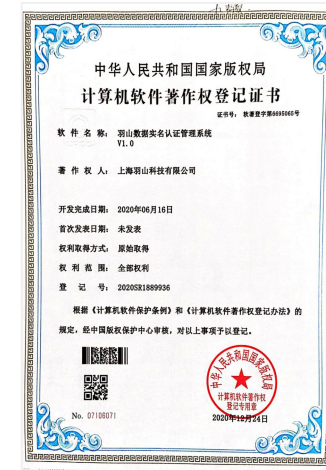 中华人民共和国国家版权局
计算机软件著作权登记证书
证书号: 软著登字第6695065号
软件名称: 羽山数据实名认证管理系统
V1.0
著作权人: 上海羽山科技有限公司
开发完成日期: 2020年06月16日
首次发表日期: 未发表
权利取得方式: 原始取得
权利范围: 全部权利
登记号: 2020SR1889936
根据《计算机软件保护条例》和《计算机软件著作权登记办法》的
规定,经中国版权保护中心审核,对以上事项予以登记。
中华人民共和国国家版权局
计算机软件著作权
登记专用章
No. 07106071
2020年12月24日